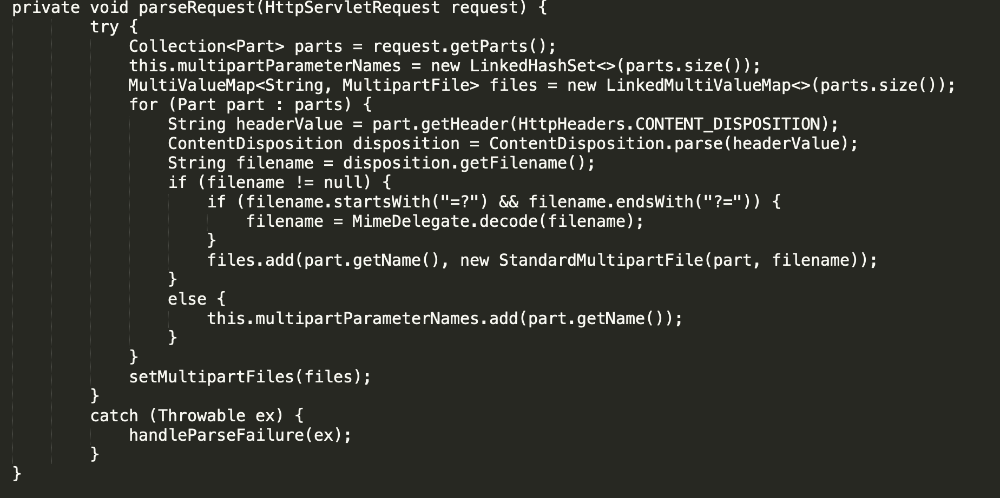 private void parseRequest(HttpServletRequest request) {
        try {
            Collection<Part> parts = request.getParts();
            this.multipartParameterNames = new LinkedHashSet<>(parts.size());
            MultiValueMap<String, MultipartFile> files = new LinkedMultiValueMap<>(parts.size());
            for (Part part : parts) {
                String headerValue = part.getHeader(HttpHeaders.CONTENT_DISPOSITION);
                ContentDisposition disposition = ContentDisposition.parse(headerValue);
                String filename = disposition.getFilename();
                if (filename != null) {
                    if (filename.startsWith("=?") && filename.endsWith("?=")) {
                        filename = MimeDelegate.decode(filename);
                    }
                    files.add(part.getName(), new StandardMultipartFile(part, filename));
                }
                else {
                    this.multipartParameterNames.add(part.getName());
                }
            }
            setMultipartFiles(files);
        }
        catch (Throwable ex) {
            handleParseFailure(ex);
        }
}